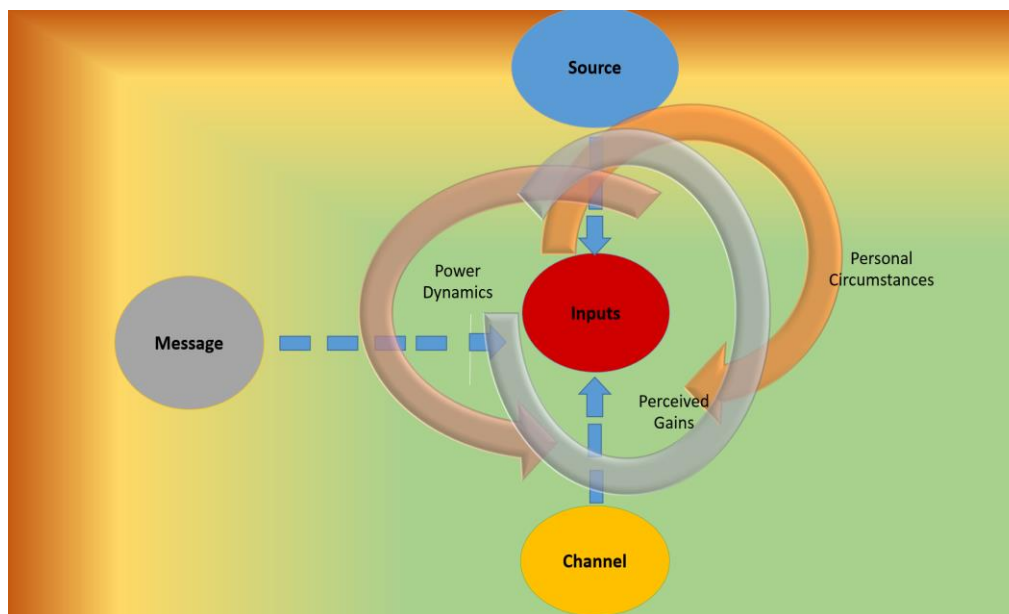 Source
Personal
Circumstances
Power
Dynamics
Inputs
Message
Perceived
Gains
Channel